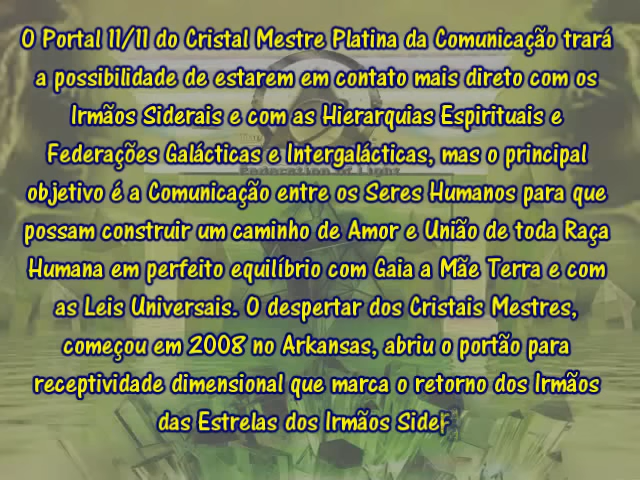 O Portal 11/11 do Cristal Mestre Platina da Comunicação trará
a possibilidade de estarem em contato mais direto com os
Irmãos Siderais e com as Hierarquias Espirituais e
Federações Galácticas e Intergalácticas, mas o principal
Federation of Light
objetivo é a Comunicação entre os Seres Humanos para que
possam construir um caminho de Amor e União de toda Raça
Humana em perfeito equilíbrio com Gaia a Mãe Terra e com
as Leis Universais. O despertar dos Cristais Mestres,
começou em 2008 no Arkansas, abriu o portão para
receptividade dimensional que marca o retorno dos Irmãos
das Estrelas dos Irmãos Sider